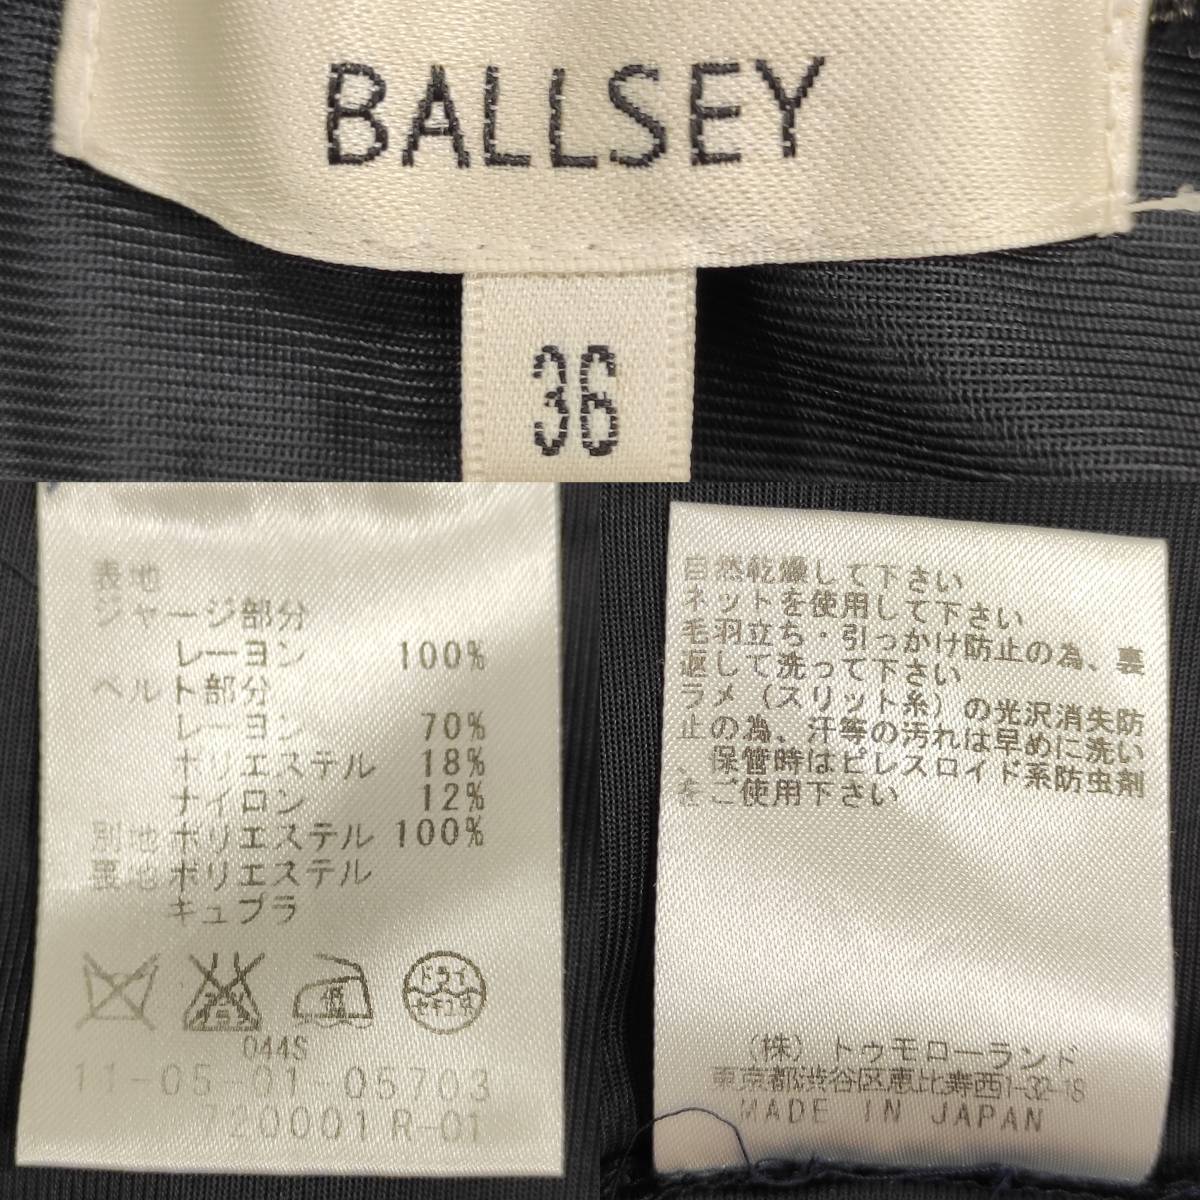 BALLSEY
36
表地
ジャージ部分
レーヨン 100%
ベルト部分
レーヨン 70%
ポリエステル 18%
ナイロン 12%
別地ポリエステル 100%
裏地ポリエステル
キュプラ
低
ドライ
セキユ系
044S
11-05-01-05703
720001 R-01
自然乾燥して下さい
ネットを使用して下さい
毛羽立ち・引っかけ防止の為、裏
返して洗って下さい
ラメ（スリット糸）の光沢消失防
止の為、汗等の汚れは早めに洗い
、保管時はピレスロイド系防虫剤
をご使用下さい
（株）トゥモローランド
東京都渋谷区恵比寿西1-32-18
MADE IN JAPAN